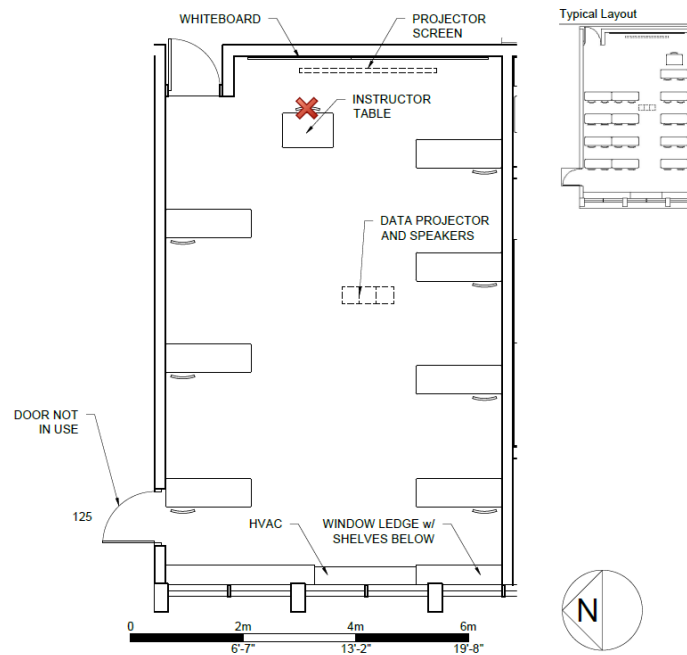 WHITEBOARD
PROJECTOR
SCREEN
Typical Layout
INSTRUCTOR
TABLE
DATA PROJECTOR
AND SPEAKERS
DOOR NOT
IN USE
125
HVAC
WINDOW LEDGE w/
SHELVES BELOW
N
0
2m
4m
6m
6'-7"
13'-2"
19'-8"